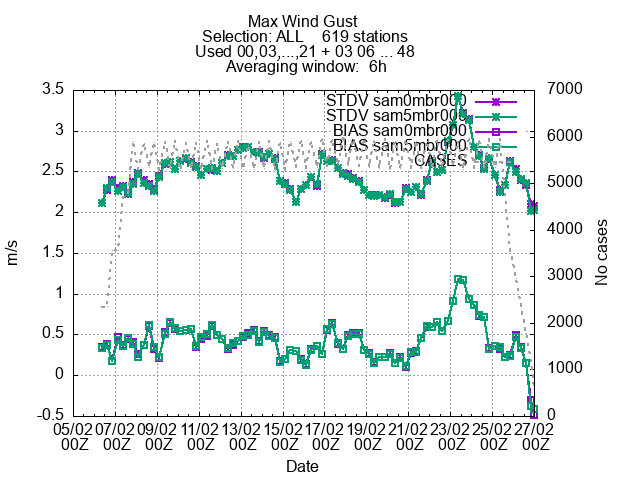 Max Wind Gust
Selection: ALL 619 stations
Used 00,03,...,21 + 03 06 ... 48
Averaging window: 6h
3.5
3
2.5
2
1.5
1
0.5
0
-0.5
m/s
7000
6000
5000
4000
3000
2000
1000
0
No cases
STDV sam0mbr000
STDV sam5mbr000
BIAS sam0mbr000
BIAS sam5mbr000
CASES
05/02 07/02 09/02 11/02 13/02 15/02 17/02 19/02 21/02 23/02 25/02 27/02
00Z 00Z 00Z 00Z 00Z 00Z 00Z 00Z 00Z 00Z 00Z 00Z
Date